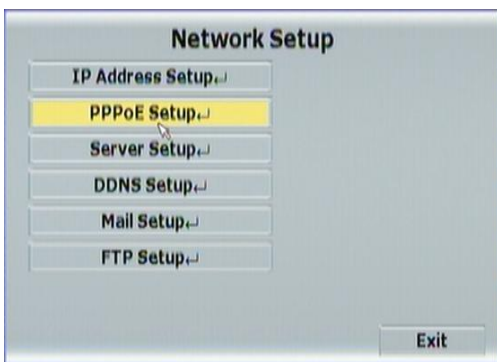 Network Setup
IP Address Setup↵
PPPoE Setup↵
Server Setup↵
DDNS Setup↵
Mail Setup↵
FTP Setup↵
Exit